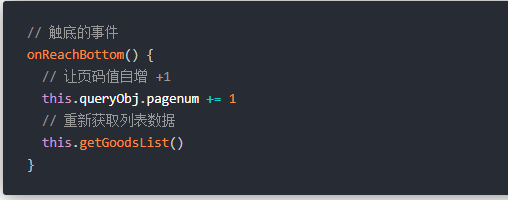 // 触底的事件
onReachBottom() {
  // 让页码值自增 +1
  this.queryObj.pagenum += 1
  // 重新获取列表数据
  this.getGoodsList()
}